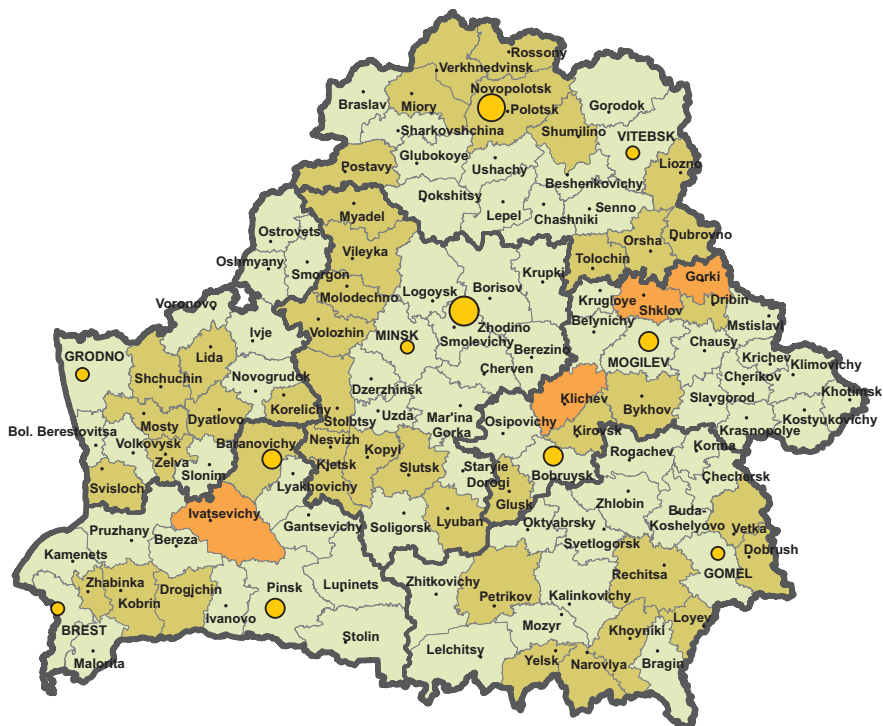 Rossony
Verkhnedvinsk
Novopolotsk
Braslav
Miory
Polotsk
Gorodok
Sharkovshchina
Shumilino
VITEBSK
Glubokoye
Postavy
Ushachy
Liozno
Beshenkovichy
Dokshitsy
Lepel
Chashniki
Senno
Myadel
Ostrovets
Orsha
Dubrovno
Vileyka
Oshmyany
Smorgon
Tolochin
Krupki
Gorki
Molodechno
Logoysk
Borisov
Krugloye
Shklov
Dribin
Voronovo
Volozhin
Zhodino
Belynichy
Mstislavl
Ivje
MINSK
Smolevichy
Chausy
Lida
GRODNO
Berezino
MOGILEV
Krichev
Klimovichy
Cherven
Cherikov
Shchuchin
Novogrudok
Dzerzhinsk
Khotimsk
Klichev
Bykhov
Slavgorod
Korelichy
Stolbtsy
Uzda
Mar'ina
Gorka
Kostyukovichy
Krasnopolye
Dyatlovo
Mosty
Bol. Berestovitsa
Osipovichy
Kirovsk
Baranovichy
Nesvizh
Volkovysk
Kopyl
Rogachev
Korma
Zelva
Kletsk
Slutsk
Staryie
Dorogi
Bobruysk
Chechersk
Slonim
Lyakhovichy
Svisloch
Glusk
Zhlobin
Ivatsevichy
Lyuban
Buda-
Koshelyovo
Gantsevichy
Soligorsk
Oktyabrsky
Vetka
Pruzhany
Bereza
Svetlogorsk
Kamenets
Dobrush
GOMEL
Rechitsa
Zhabinka
Drogjchin
Pinsk
Luninets
Zhitkovichy
Kobrin
Petrikov
Kalinkovichy
Ivanovo
Loyev
Mozyr
BREST
Stolin
Khoyniki
Lelchitsy
Malorita
Yelsk
Narovlya
Bragin